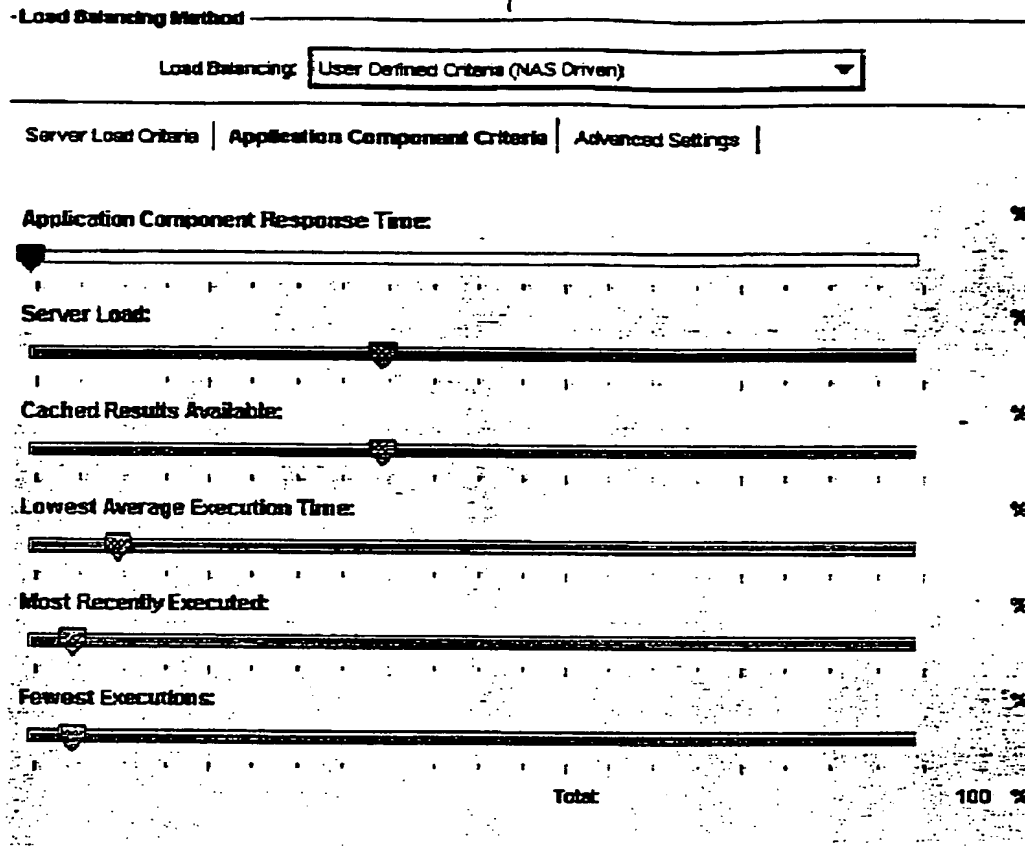 Load Balancing Method
Load Balancing: User Defined Criteria (NAS Driven)
Server Load Criteria | Application Component Criteria | Advanced Settings |
Application Component Response Time: %
Server Load: %
Cached Results Available: %
Lowest Average Execution Time: %
Most Recently Executed: %
Fewest Executions: %
Total: 100 %